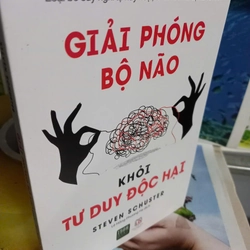 GIẢI PHÓNG
BỘ NÃO
KHỎI
TƯ DUY ĐỘC HẠI
STEVEN SCHUSTER